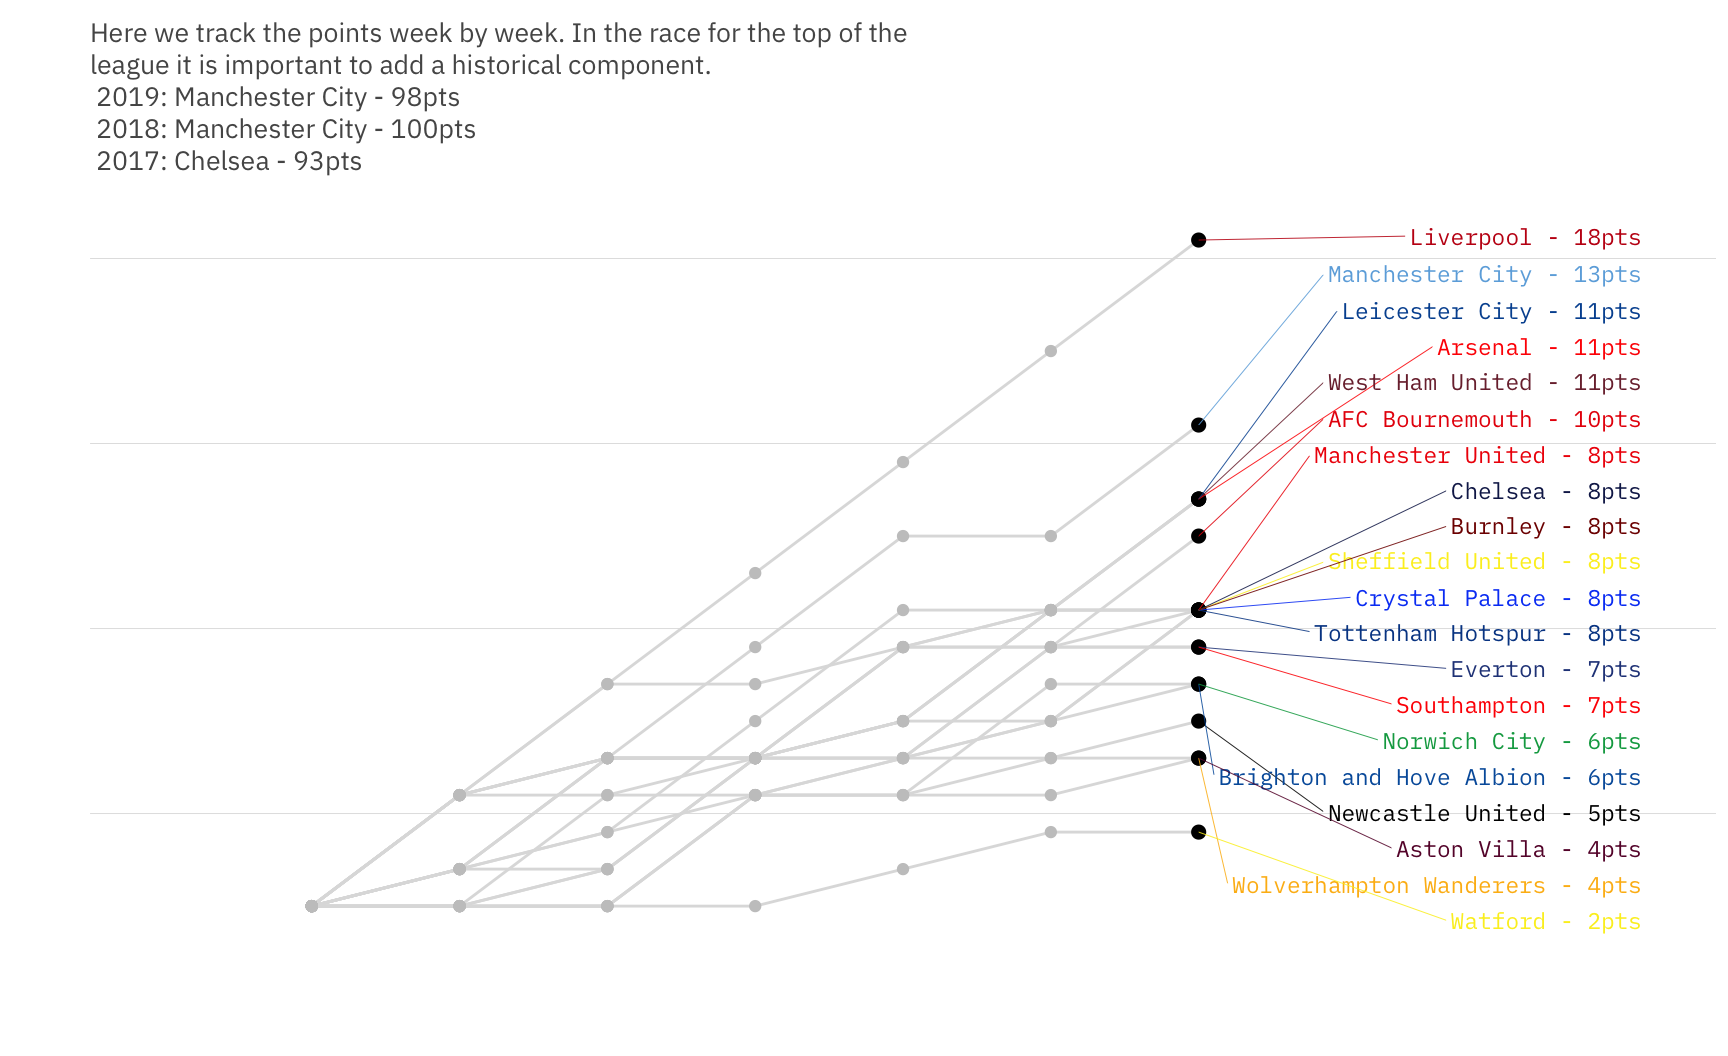 Here we track the points week by week. In the race for the top of the
league it is important to add a historical component.
2019: Manchester City - 98pts
2018: Manchester City - 100pts
2017: Chelsea - 93pts
Liverpool - 18pts
Manchester City - 13pts
Leicester City - 11pts
Arsenal - 11pts
West Ham United - 11pts
AFC Bournemouth - 10pts
Manchester United - 8pts
Chelsea - 8pts
Burnley - 8pts
Sheffield United - 8pts
Crystal Palace - 8pts
Tottenham Hotspur - 8pts
Everton - 7pts
Southampton - 7pts
Norwich City - 6pts
Brighton and Hove Albion - 6pts
Newcastle United - 5pts
Aston Villa - 4pts
Wolverhampton Wanderers - 4pts
Watford - 2pts